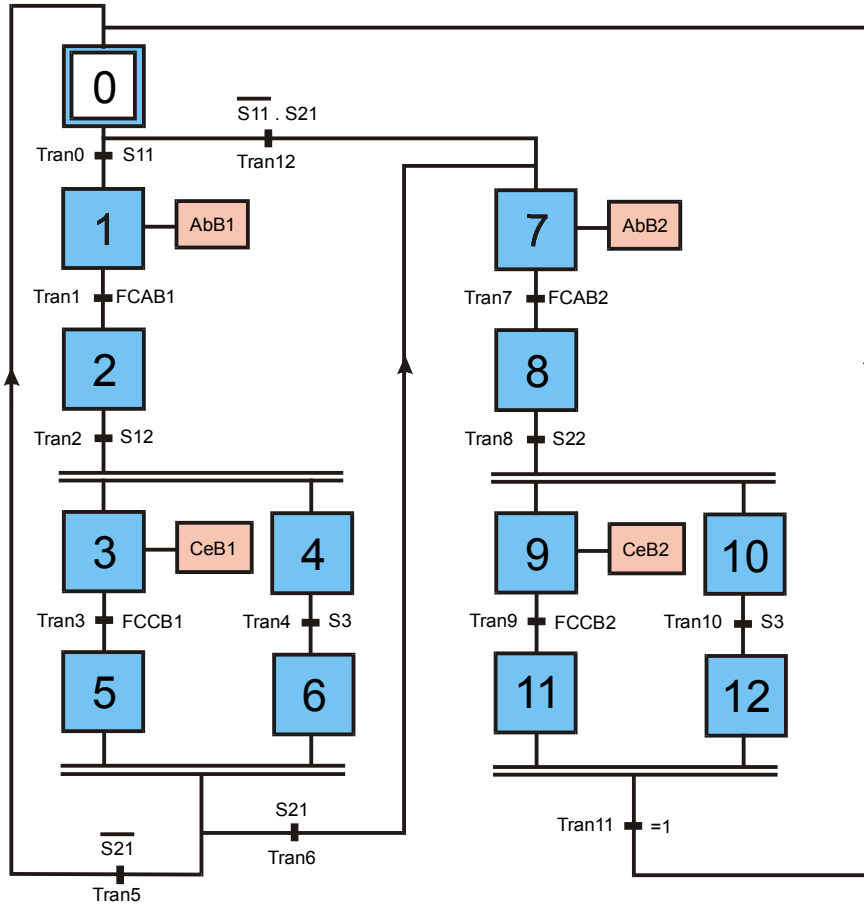 0
S11 . S21
Tran0 S11
Tran12
1 AbB1
7 AbB2
Tran1 FCAB1
Tran7 FCAB2
2
8
Tran2 S12
Tran8 S22
3 CeB1 4
9 CeB2 10
Tran3 FCCB1 Tran4 S3
Tran9 FCCB2 Tran10 S3
5 6
11 12
S21
Tran6
S21
Tran5
Tran11 =1